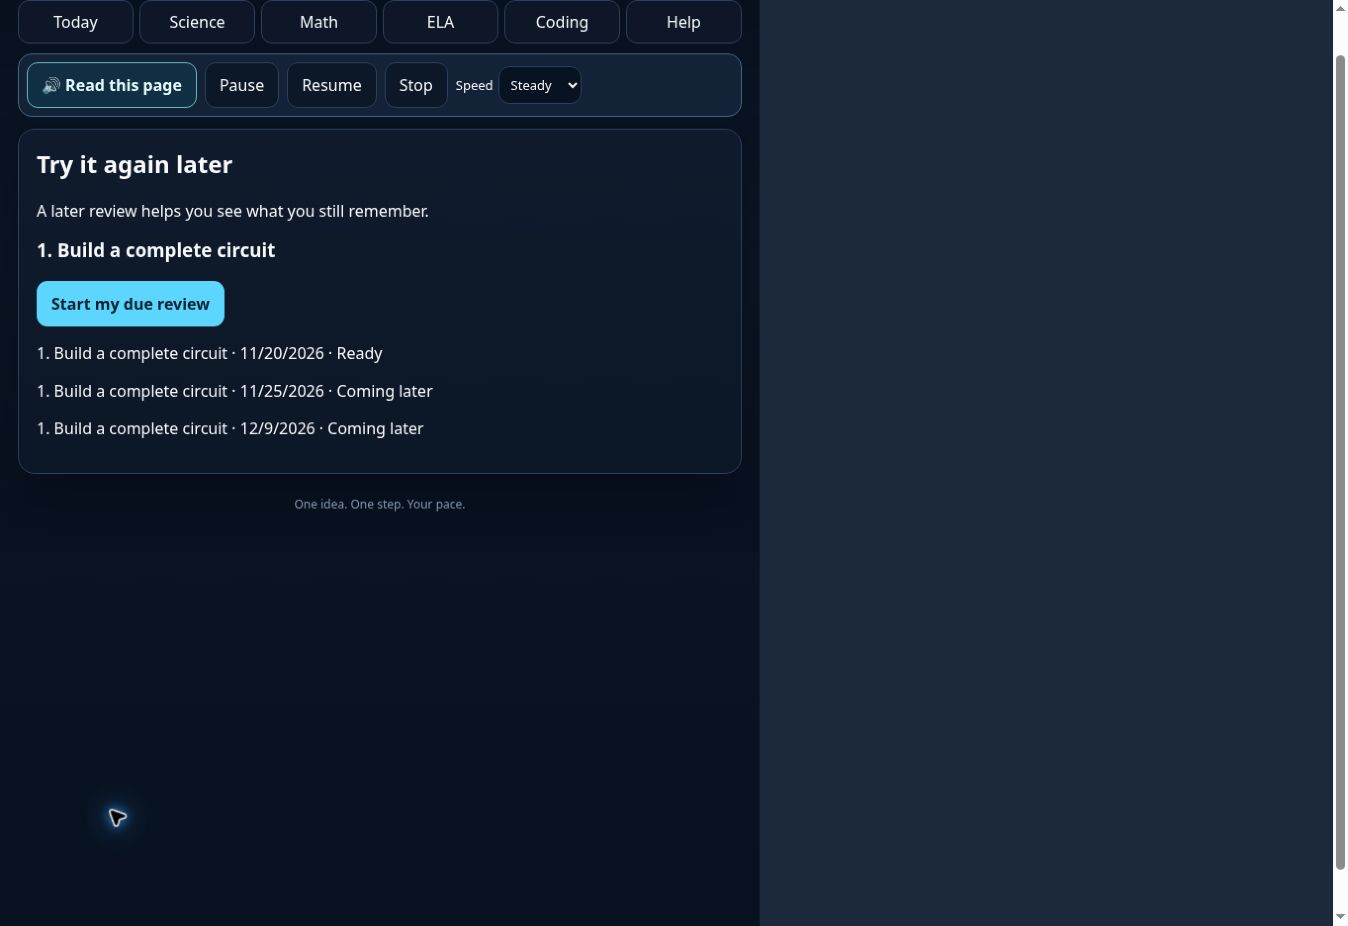 Today Science Math ELA Coding Help
🔊 Read this page Pause Resume Stop Speed Steady
Try it again later
A later review helps you see what you still remember.
1. Build a complete circuit
Start my due review
1. Build a complete circuit · 11/20/2026 · Ready
1. Build a complete circuit · 11/25/2026 · Coming later
1. Build a complete circuit · 12/9/2026 · Coming later
One idea. One step. Your pace.